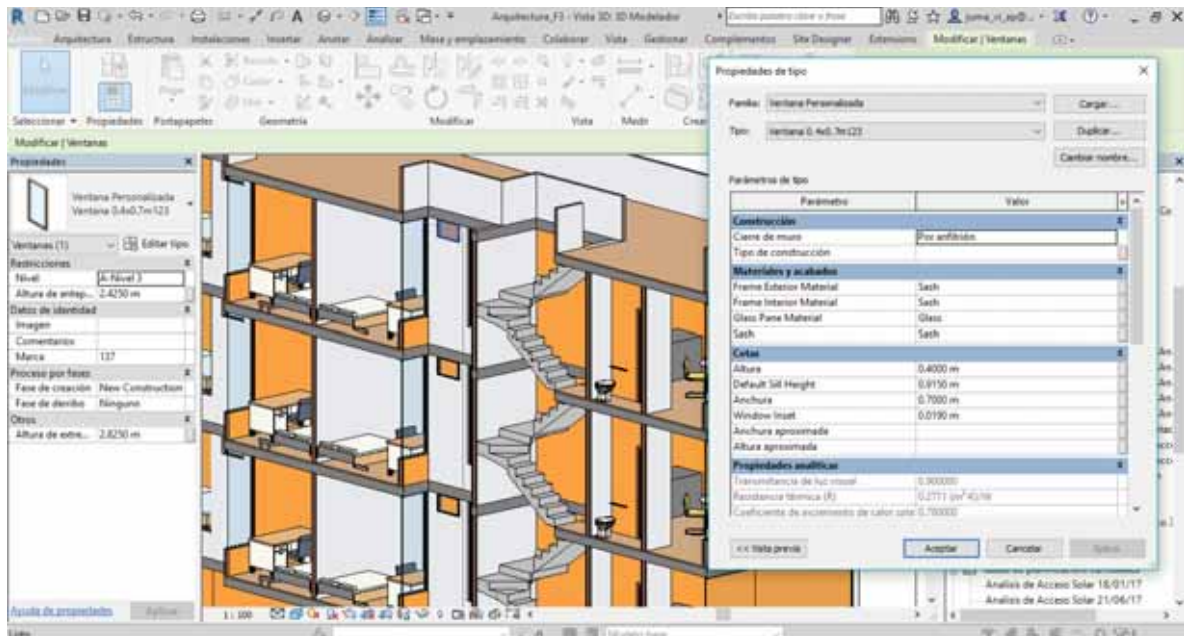 Arquitectura_F3 - Vista 3D: 3D Modelador
Arquitectura Estructura Instalaciones Insertar Anotar Analizar Masa y emplazamiento Colaborar Vista Gestionar Complementos Site Designer Extensions Modificar | Ventanas
Seleccionar Propiedades Portapapeles Geometría Modificar Vista Medir
Modificar | Ventanas
Propiedades
Ventana Personalizada
Ventana 0.4x0.7m123
Ventanas (1) Editar tipo
Restricciones
Nivel A-Nivel 3
Altura de antep... 2.4250 m
Datos de identidad
Imagen
Comentarios
Marca 137
Proceso por fases
Fase de creación New Construction
Fase de derribo Ninguno
Otros
Altura de extre... 2.8250 m
Ayuda de propiedades Aplicar
1 : 100
Listo
Propiedades de tipo
Familia: Ventana Personalizada Cargar...
Tipo: Ventana 0.4x0.7m123 Duplicar...
Cambiar nombre...
Parámetros de tipo
Parámetro Valor
Construcción
Cierre de muro Por anfitrión
Tipo de construcción
Materiales y acabados
Frame Exterior Material Sash
Frame Interior Material Sash
Glass Pane Material Glass
Sash Sash
Cotas
Altura 0.4000 m
Default Sill Height 0.9150 m
Anchura 0.7000 m
Window Inset 0.0190 m
Anchura aproximada
Altura aproximada
Propiedades analíticas
Transmitancia de luz visual 0.900000
Resistencia térmica (R) 0.2711 (m²·K)/W
Coeficiente de incremento de calor sola 0.780000
<< Vista previa Aceptar Cancelar Aplicar
Analisis de Acceso Solar 18/01/17
Analisis de Acceso Solar 21/06/17